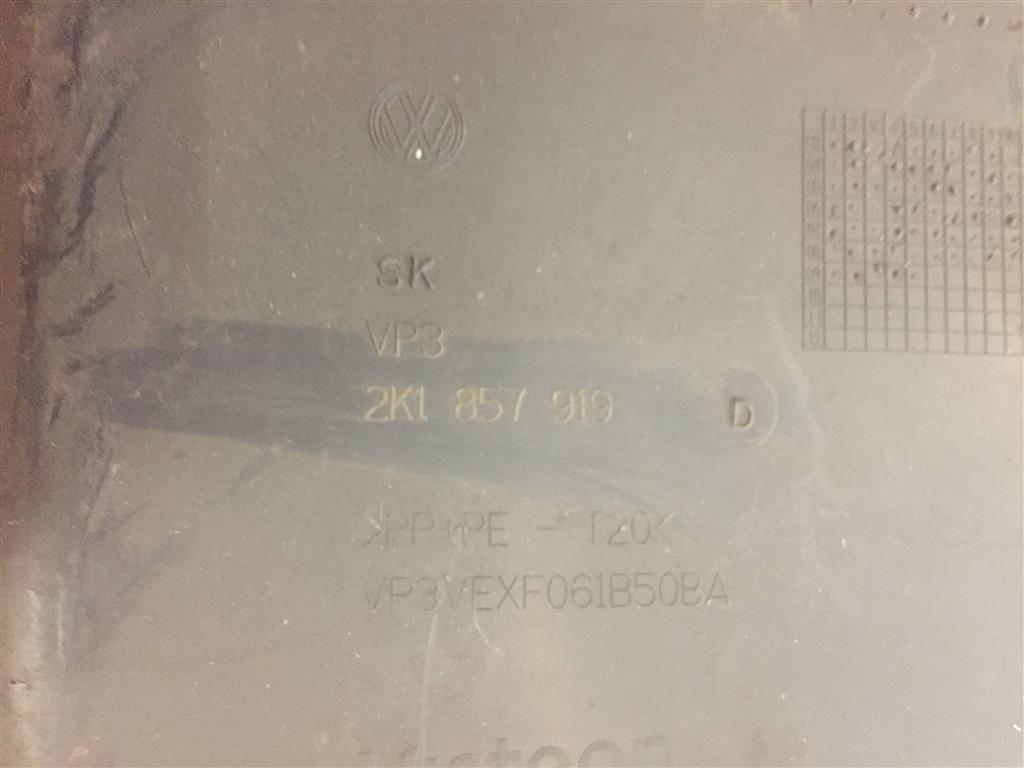 SK
VP3
2K1 857 919 D
>PP+PE - T20<
VP3VEXF061B50BA